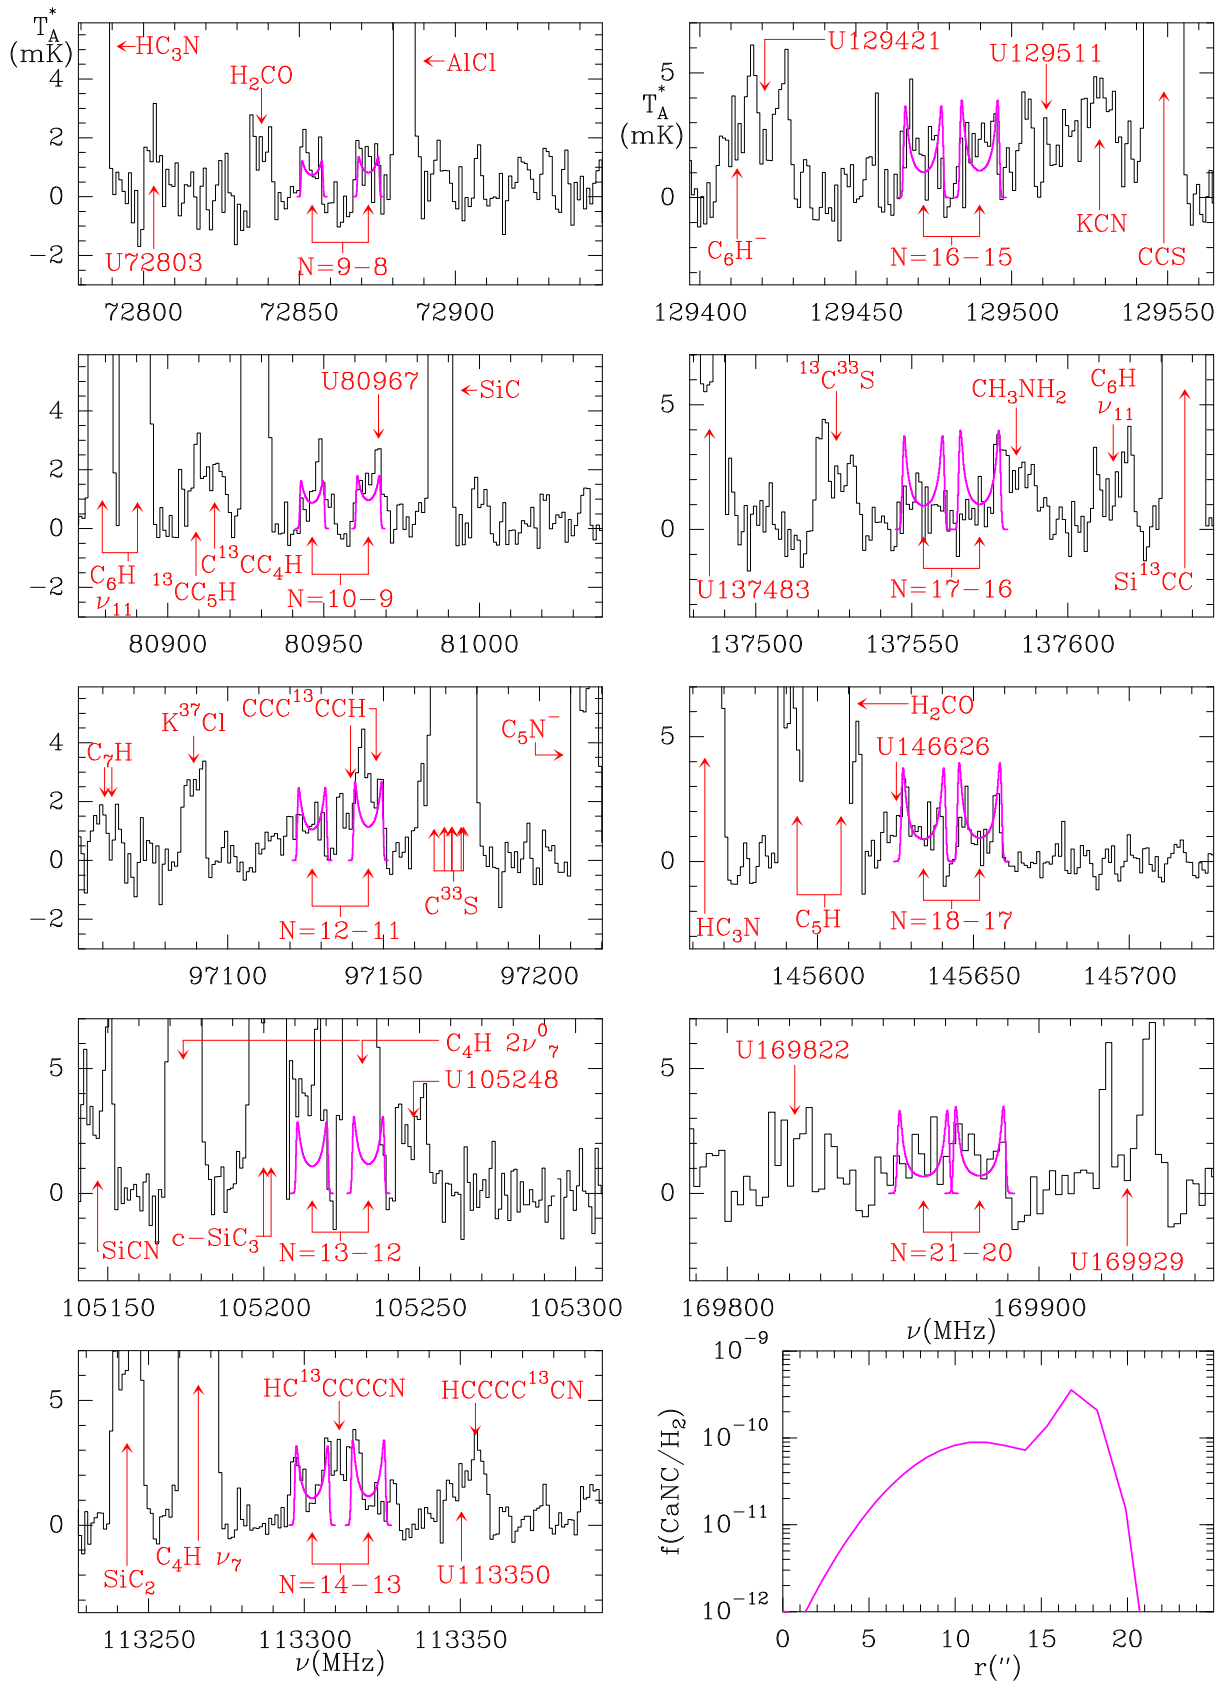 T*A
(mK)
HC3N
H2CO
AlCl
U72803
N=9−8
4
2
0
−2
72800
72850
72900
U129421
U129511
T*A
(mK)
C6H−
N=16−15
KCN
CCS
5
0
129400
129450
129500
129550
U80967
SiC
C6H
ν11
13CC5H
C13CC4H
N=10−9
4
2
0
−2
80900
80950
81000
13C33S
CH3NH2
C6H
ν11
U137483
N=17−16
Si13CC
5
0
137500
137550
137600
C7H
K37Cl
CCC13CCH
C5N−
N=12−11
C33S
4
2
0
−2
97100
97150
97200
H2CO
U146626
HC3N
C5H
N=18−17
5
0
145600
145650
145700
C4H 2ν07
U105248
SiCN
c−SiC3
N=13−12
5
0
105150
105200
105250
105300
U169822
N=21−20
U169929
5
0
169800
169900
ν(MHz)
HC13CCCCN
HCCCC13CN
SiC2
C4H ν7
N=14−13
U113350
5
0
113250
113300
113350
ν(MHz)
f(CaNC/H2)
10−9
10−10
10−11
10−12
0
5
10
15
20
r(″)